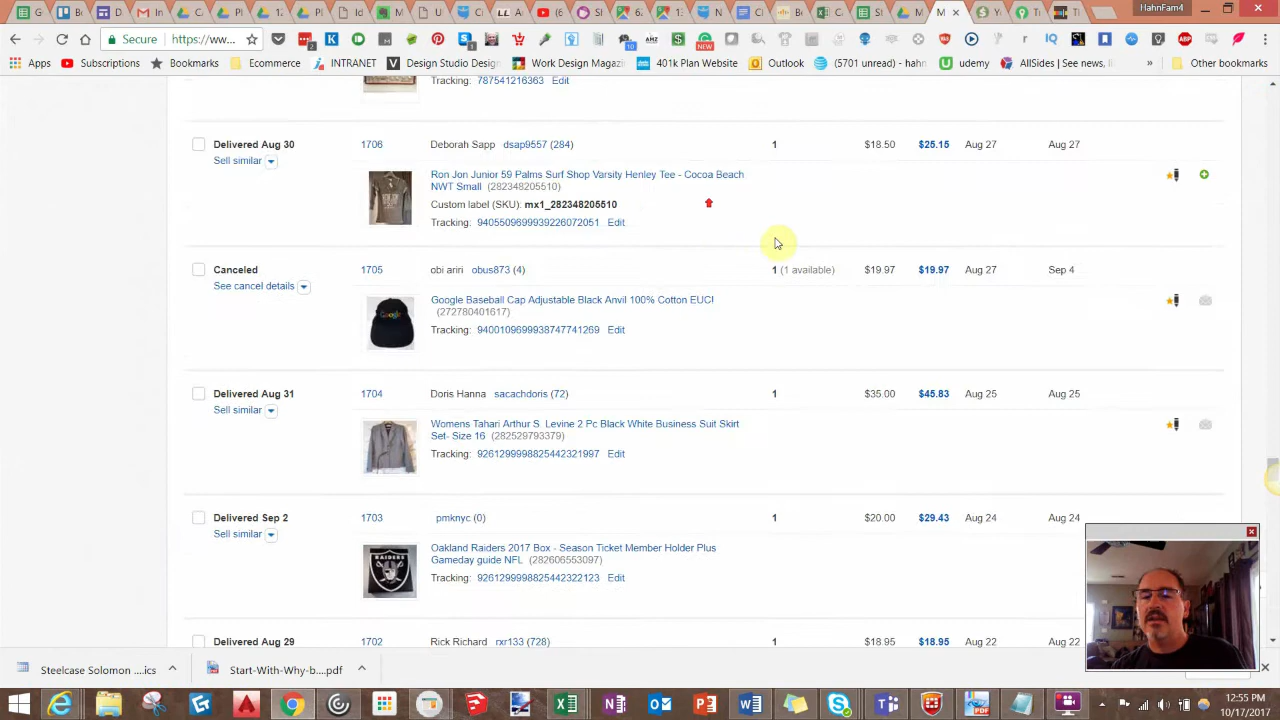 HahnFam4
Secure
https://ww...
Apps
Subscriptions
Bookmarks
Ecommerce
INTRANET
Vendor Studio Design
Work Design Magazi
401k Plan Website
Outlook
(5701 unread) - hahn
AllSides | See news, i
udemy
»
Other bookmarks
Tracking: 787541216363 Edit
Delivered Aug 30 1706 Deborah Sapp dsap9557 (284) 1 $18.50 $25.15 Aug 27 Aug 27
Sell similar
Ron Jon Junior 59 Palms Surf Shop Varsity Henley Tee - Cocoa Beach
NWT Small (282348205510)
Custom label (SKU): mx1_282348205510
Tracking: 9405509699939226072051 Edit
Canceled 1705 obi ariri obus873 (4) 1 (1 available) $19.97 $19.97 Aug 27 Sep 4
See cancel details
Google Baseball Cap Adjustable Black Anvil 100% Cotton EUC!
(272780401617)
Tracking: 9400109699938747741269 Edit
Delivered Aug 31 1704 Doris Hanna sacachdoris (72) 1 $35.00 $45.83 Aug 25 Aug 25
Sell similar
Womens Tahari Arthur S. Levine 2 Pc Black White Business Suit Skirt
Set- Size 16 (282529793379)
Tracking: 9261299998825442321997 Edit
Delivered Sep 2 1703 pmknyc (0) 1 $20.00 $29.43 Aug 24 Aug 24
Sell similar
Oakland Raiders 2017 Box - Season Ticket Member Holder Plus
Gameday guide NFL (282606553097)
RAIDERS
Tracking: 9261299998825442322123 Edit
Delivered Aug 29 1702 Rick Richard rxr133 (728) 1 $18.95 $18.95 Aug 22 Aug 22
Steelcase Solomon ....ics
Start-With-Why-b....pdf
12:55 PM
10/17/2017